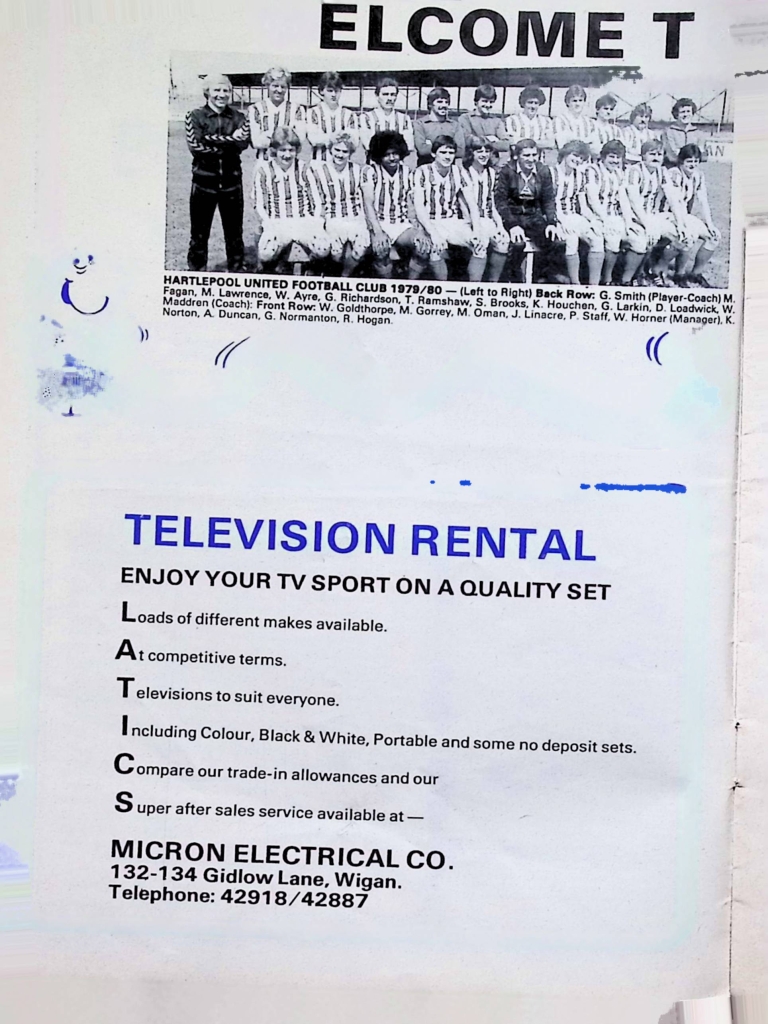 ELCOME T
HARTLEPOOL UNITED FOOTBALL CLUB 1979/80 — (Left to Right) Back Row: G. Smith (Player-Coach) M.
Fagan, M. Lawrence, W. Ayre, G. Richardson, T. Ramshaw, S. Brooks, K. Houchen, G. Larkin, D. Loadwick, W.
Maddren (Coach): Front Row: W. Goldthorpe, M. Gorrey, M. Oman, J. Linacre, P. Staff, W. Horner (Manager), K.
Norton, A. Duncan, G. Normanton, R. Hogan.
TELEVISION RENTAL
ENJOY YOUR TV SPORT ON A QUALITY SET
Loads of different makes available.
At competitive terms.
Televisions to suit everyone.
Including Colour, Black & White, Portable and some no deposit sets.
Compare our trade-in allowances and our
Super after sales service available at —
MICRON ELECTRICAL CO.
132-134 Gidlow Lane, Wigan.
Telephone: 42918/42887